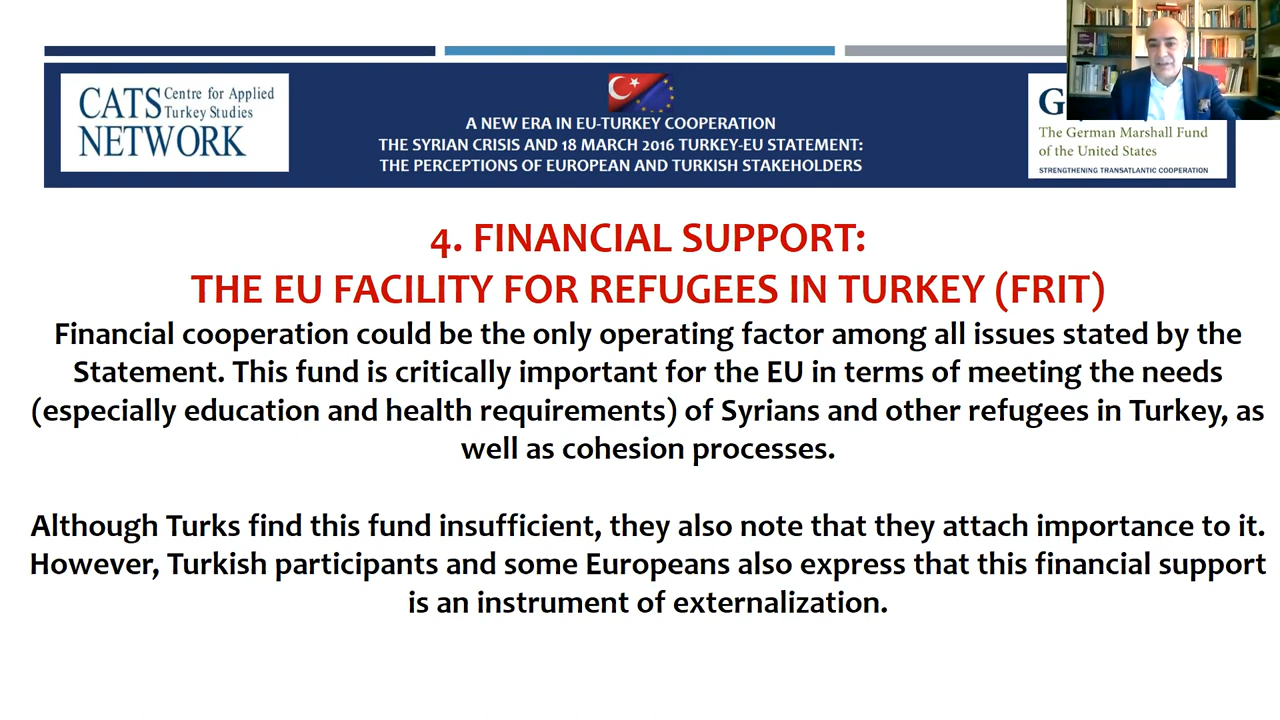 CATS Centre for Applied
Turkey Studies
NETWORK
A NEW ERA IN EU-TURKEY COOPERATION
THE SYRIAN CRISIS AND 18 MARCH 2016 TURKEY-EU STATEMENT:
THE PERCEPTIONS OF EUROPEAN AND TURKISH STAKEHOLDERS
G
The German Marshall Fund
of the United States
STRENGTHENING TRANSATLANTIC COOPERATION
4. FINANCIAL SUPPORT:
THE EU FACILITY FOR REFUGEES IN TURKEY (FRIT)
Financial cooperation could be the only operating factor among all issues stated by the
Statement. This fund is critically important for the EU in terms of meeting the needs
(especially education and health requirements) of Syrians and other refugees in Turkey, as
well as cohesion processes.
Although Turks find this fund insufficient, they also note that they attach importance to it.
However, Turkish participants and some Europeans also express that this financial support
is an instrument of externalization.